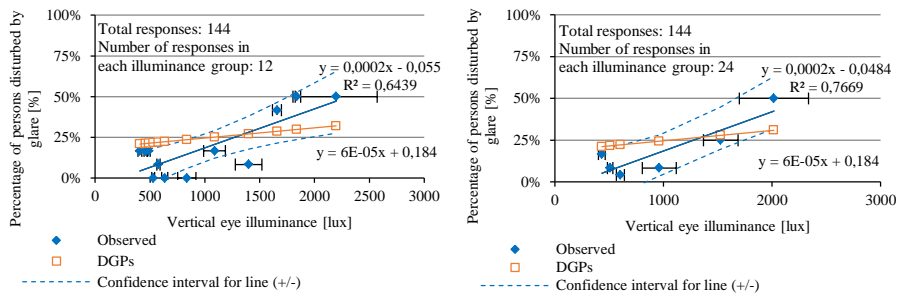 Percentage of persons disturbed by
glare [%]
100%
75%
50%
25%
0%
Total responses: 144
Number of responses in
each illuminance group: 12
y = 0,0002x - 0,055
R² = 0,6439
y = 6E-05x + 0,184
0
500
1000
1500
2000
2500
3000
Vertical eye illuminance [lux]
Observed
DGPs
Confidence interval for line (+/-)
Percentage of persons disturbed by
glare [%]
100%
75%
50%
25%
0%
Total responses: 144
Number of responses in
each illuminance group: 24
y = 0,0002x - 0,0484
R² = 0,7669
y = 6E-05x + 0,184
0
1000
2000
3000
Vertical eye illuminance [lux]
Observed
DGPs
Confidence interval for line (+/-)